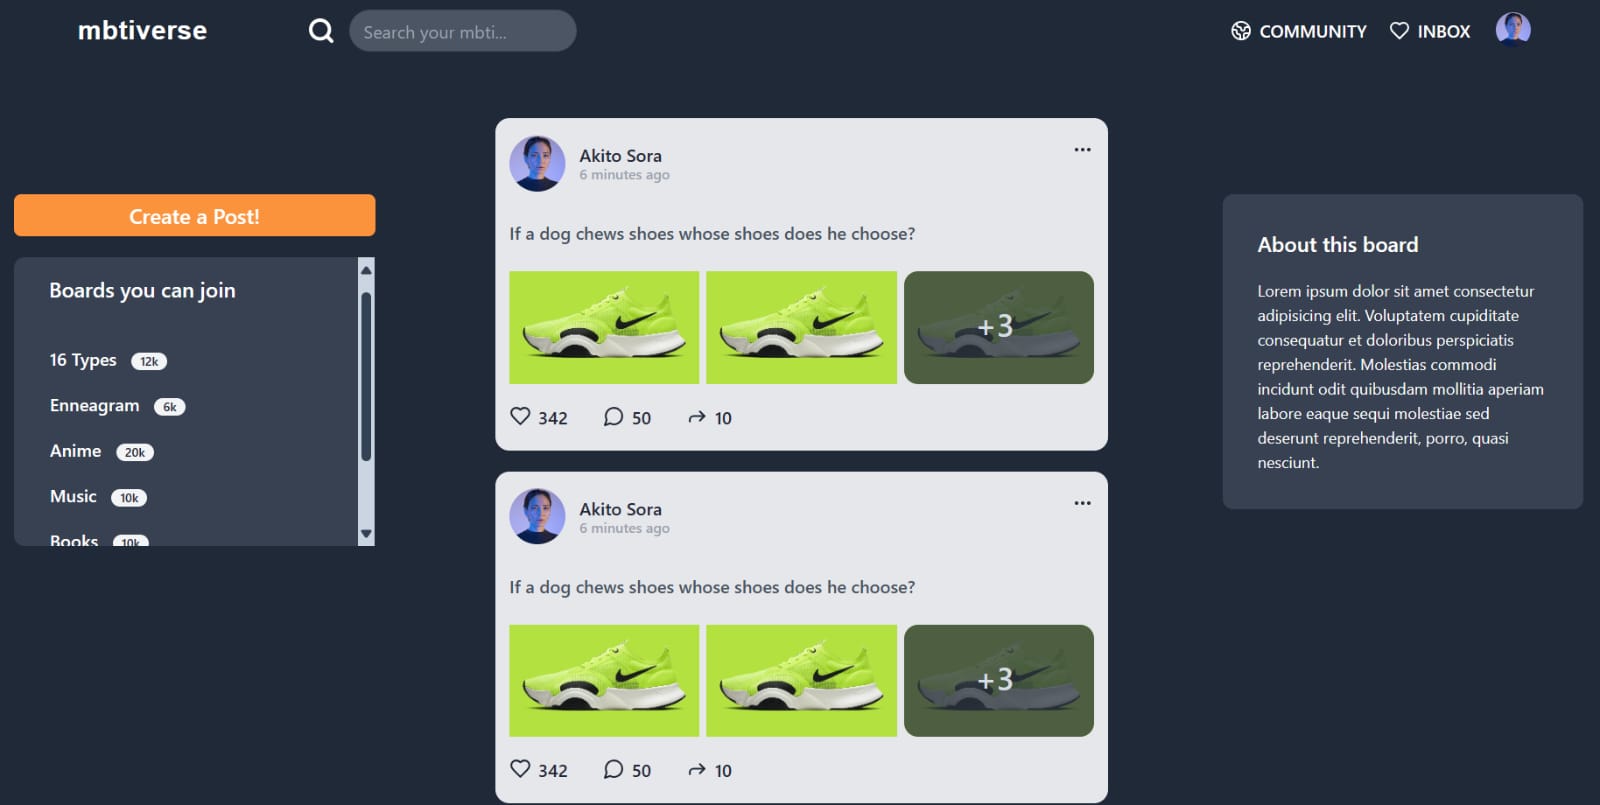 mbtiverse
Search your mbti...
COMMUNITY
INBOX
Create a Post!
Boards you can join
16 Types 12k
Enneagram 6k
Anime 20k
Music 10k
Books 10k
Akito Sora
6 minutes ago
If a dog chews shoes whose shoes does he choose?
+3
342 50 10
Akito Sora
6 minutes ago
If a dog chews shoes whose shoes does he choose?
+3
342 50 10
About this board
Lorem ipsum dolor sit amet consectetur
adipisicing elit. Voluptatem cupiditate
consequatur et doloribus perspiciatis
reprehenderit. Molestias commodi
incidunt odit quibusdam mollitia aperiam
labore eaque sequi molestiae sed
deserunt reprehenderit, porro, quasi
nesciunt.